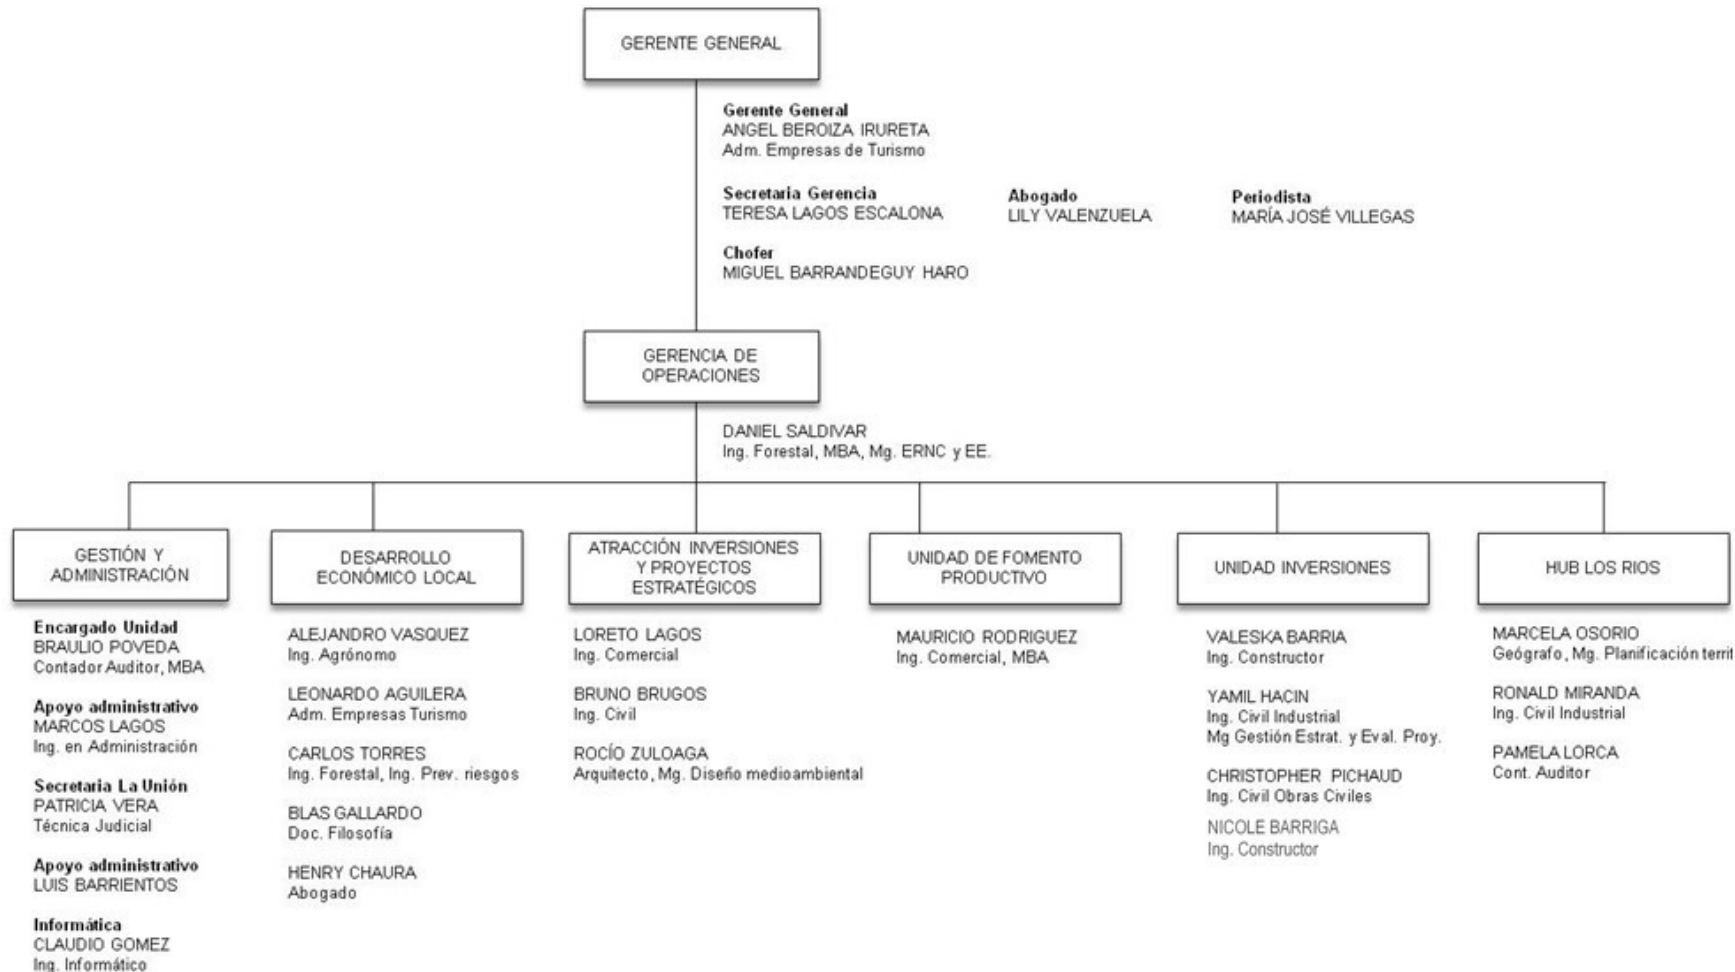 GERENTE GENERAL
Gerente General
ANGEL BEROIZA IRURETA
Adm. Empresas de Turismo
Secretaria Gerencia
TERESA LAGOS ESCALONA
Abogado
LILY VALENZUELA
Periodista
MARÍA JOSÉ VILLEGAS
Chofer
MIGUEL BARRANDEGUY HARO
GERENCIA DE
OPERACIONES
DANIEL SALDIVAR
Ing. Forestal, MBA, Mg. ERNC y EE.
GESTIÓN Y
ADMINISTRACIÓN
Encargado Unidad
BRAULIO POVEDA
Contador Auditor, MBA
Apoyo administrativo
MARCOS LAGOS
Ing. en Administración
Secretaria La Unión
PATRICIA VERA
Técnica Judicial
Apoyo administrativo
LUIS BARRIENTOS
Informática
CLAUDIO GOMEZ
Ing. Informático
DESARROLLO
ECONÓMICO LOCAL
ALEJANDRO VASQUEZ
Ing. Agrónomo
LEONARDO AGUILERA
Adm. Empresas Turismo
CARLOS TORRES
Ing. Forestal, Ing. Prev. riesgos
BLAS GALLARDO
Doc. Filosofía
HENRY CHAURA
Abogado
ATRACCIÓN INVERSIONES
Y PROYECTOS
ESTRATÉGICOS
LORETO LAGOS
Ing. Comercial
BRUNO BRUGOS
Ing. Civil
ROCÍO ZULOAGA
Arquitecto, Mg. Diseño medioambiental
UNIDAD DE FOMENTO
PRODUCTIVO
MAURICIO RODRIGUEZ
Ing. Comercial, MBA
UNIDAD INVERSIONES
VALESKA BARRIA
Ing. Constructor
YAMIL HACIN
Ing. Civil Industrial
Mg Gestión Estrat. y Eval. Proy.
CHRISTOPHER PICHAUD
Ing. Civil Obras Civiles
NICOLE BARRIGA
Ing. Constructor
HUB LOS RIOS
MARCELA OSORIO
Geógrafo, Mg. Planificación territ
RONALD MIRANDA
Ing. Civil Industrial
PAMELA LORCA
Cont. Auditor